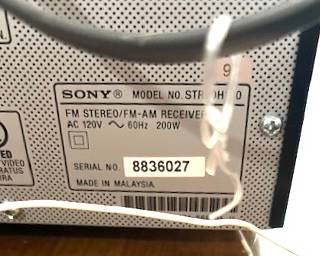 9
SONY® MODEL NO.
FM STEREO/FM-AM RECEIVER
AC 120V ~ 60Hz 200W
SERIAL NO. 8836027
MADE IN MALAYSIA
VIDEO